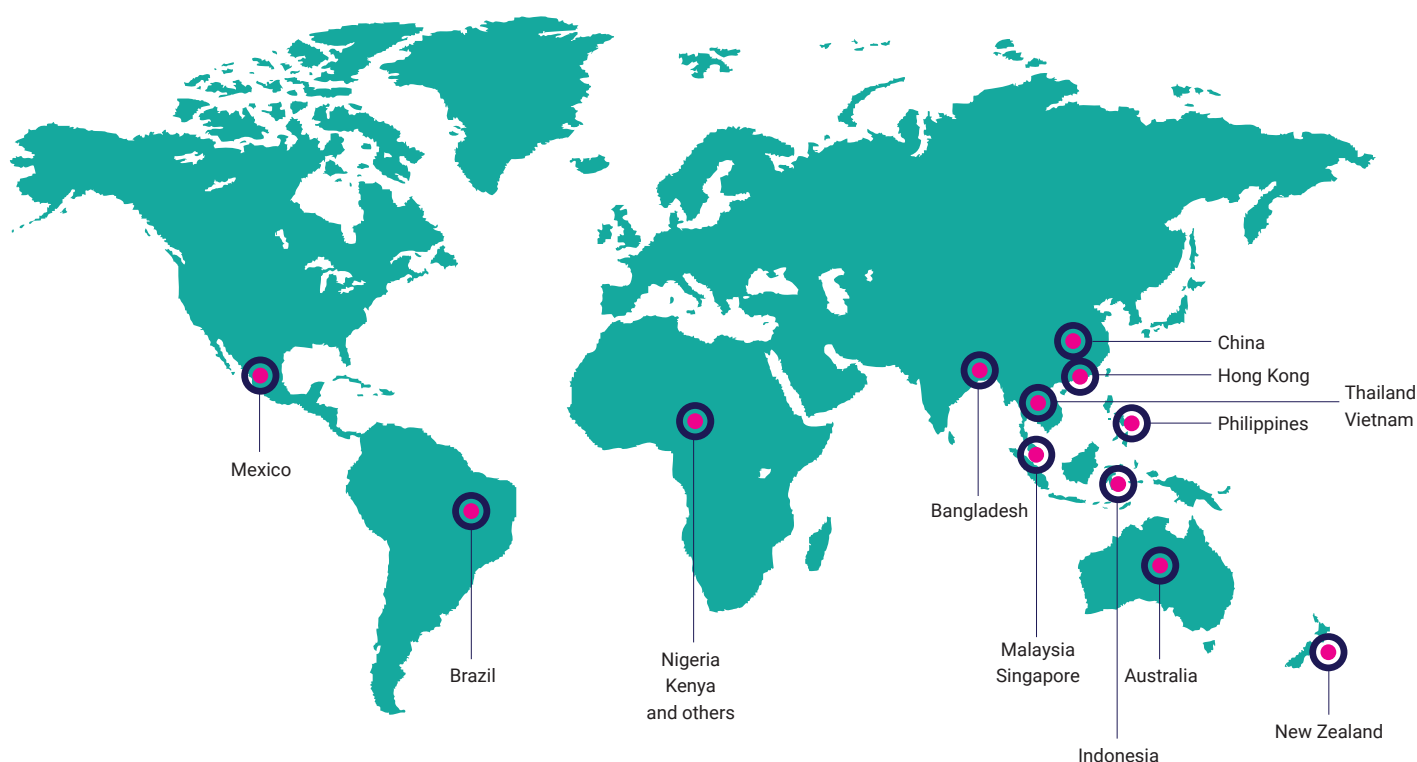 China
Hong Kong
Thailand
Vietnam
Philippines
Mexico
Bangladesh
Malaysia
Singapore
Nigeria
Kenya
and others
Brazil
Australia
New Zealand
Indonesia